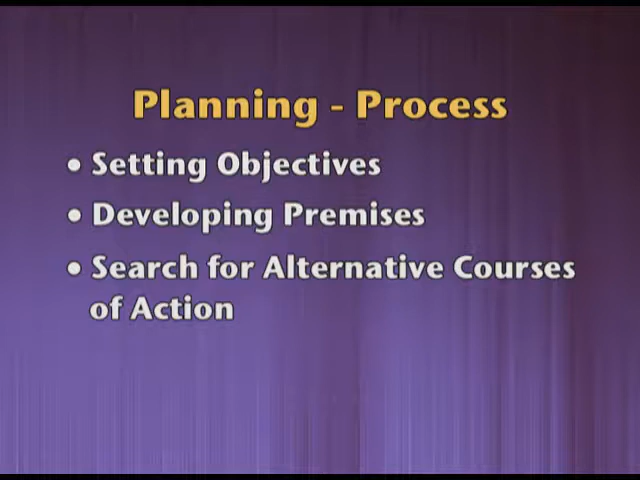 Planning - Process
• Setting Objectives
• Developing Premises
• Search for Alternative Courses
of Action